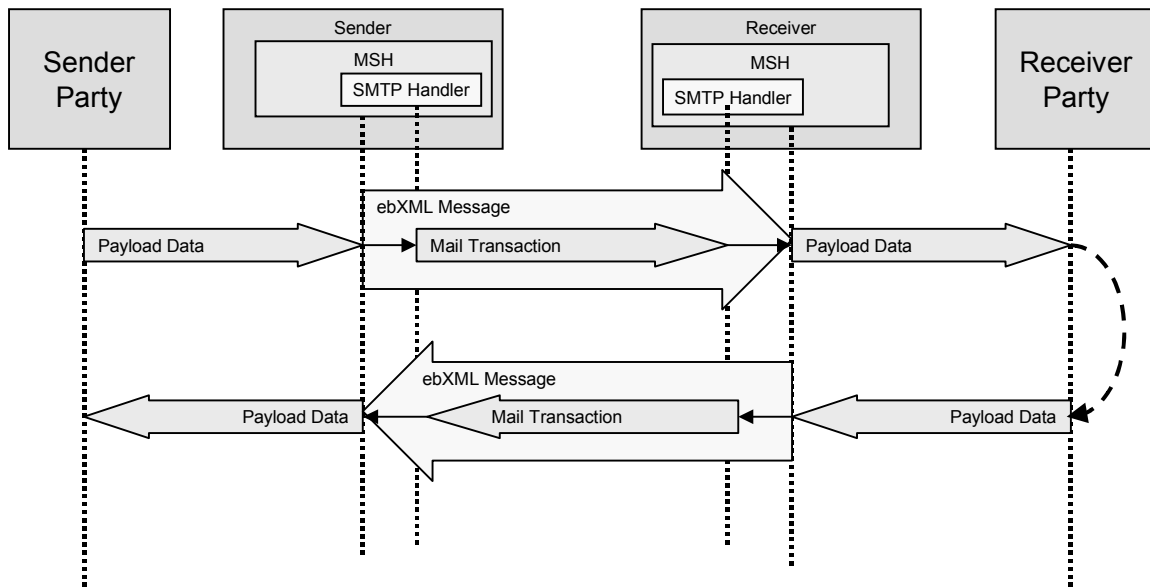 Sender
Party
Sender
MSH
SMTP Handler
Receiver
MSH
SMTP Handler
Receiver
Party
ebXML Message
Payload Data
Mail Transaction
Payload Data
ebXML Message
Payload Data
Mail Transaction
Payload Data